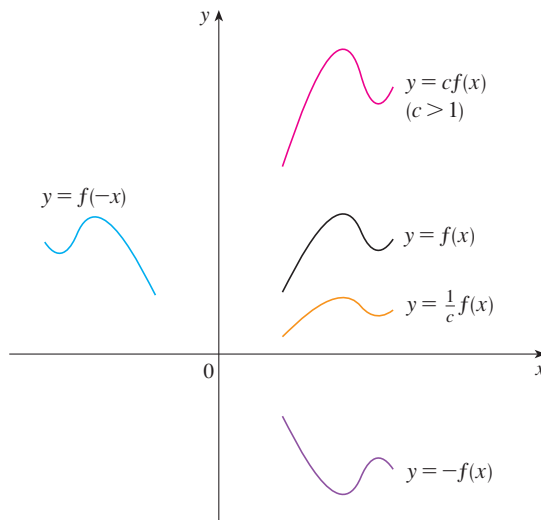 y
y = cf(x)
(c > 1)
y = f(−x)
y = f(x)
y = 1/c f(x)
0
x
y = −f(x)